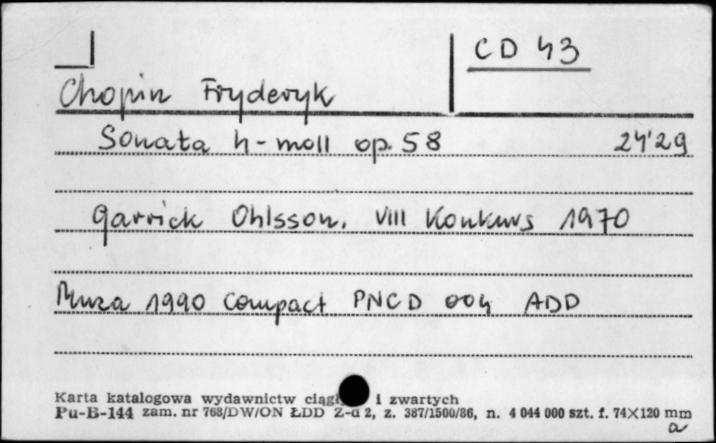 CD 43
Chopin Fryderyk
Sonata h-moll op. 58 24'29
Garrick Ohlsson. VIII Konkurs 1970
Muza 1990 Compact PNCD 004 ADD
Karta katalogowa wydawnictw i zwartych
Pu-B-144 zam. nr 768/DW/ON ŁDD Z-d 2, z. 387/1500/86, n. 4 044 000 szt. f. 74×120 mm
a